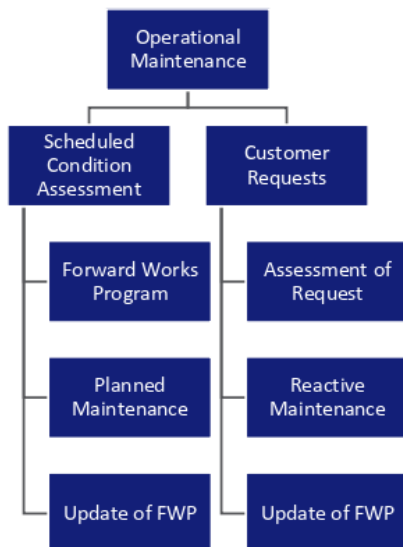 Operational
Maintenance
Scheduled
Condition
Assessment
Customer
Requests
Forward Works
Program
Assessment of
Request
Planned
Maintenance
Reactive
Maintenance
Update of FWP
Update of FWP